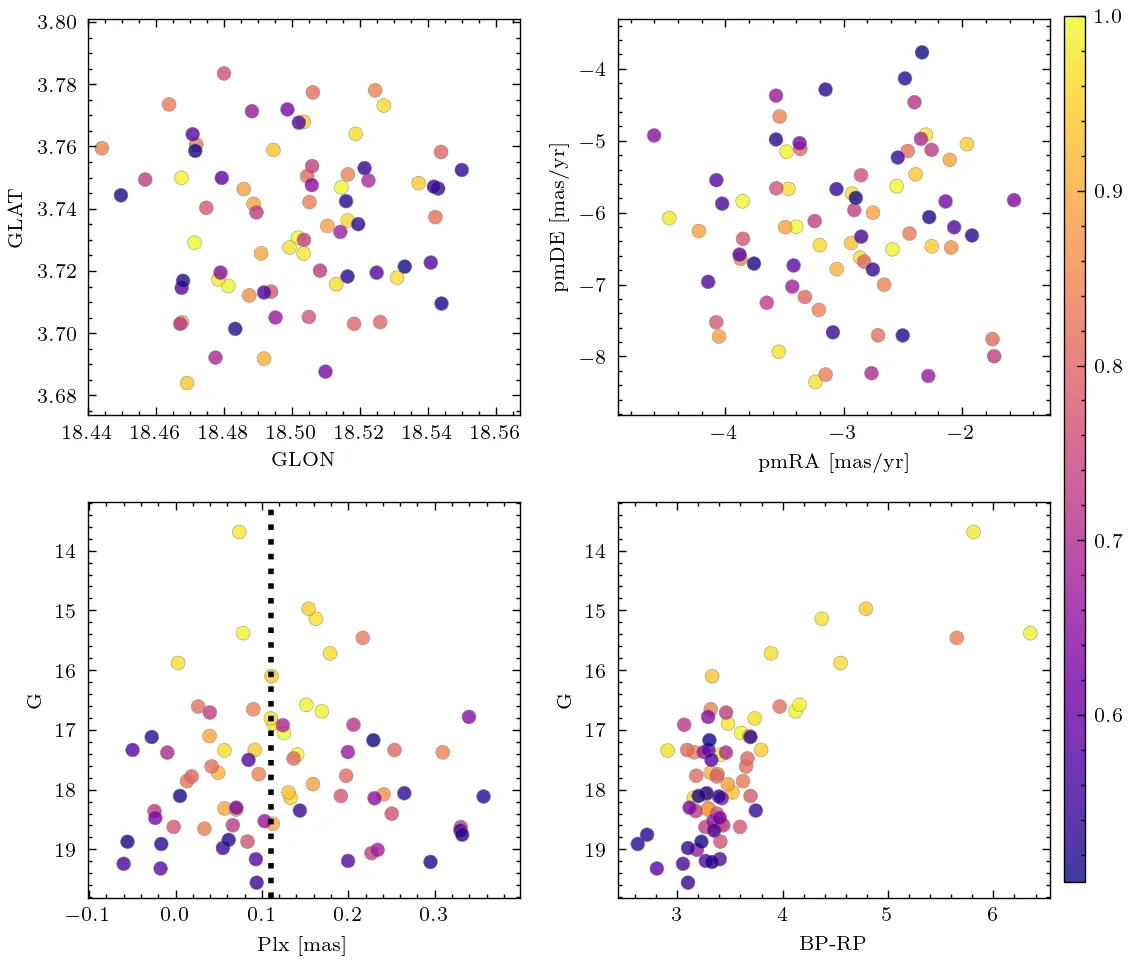 3.80
3.78
3.76
3.74
3.72
3.70
3.68
GLAT
18.44 18.46 18.48 18.50 18.52 18.54 18.56
GLON
−4
−5
−6
−7
−8
pmDE [mas/yr]
−4 −3 −2
pmRA [mas/yr]
14
15
16
17
18
19
G
−0.1 0.0 0.1 0.2 0.3
Plx [mas]
14
15
16
17
18
19
G
3 4 5 6
BP-RP
1.0
0.9
0.8
0.7
0.6